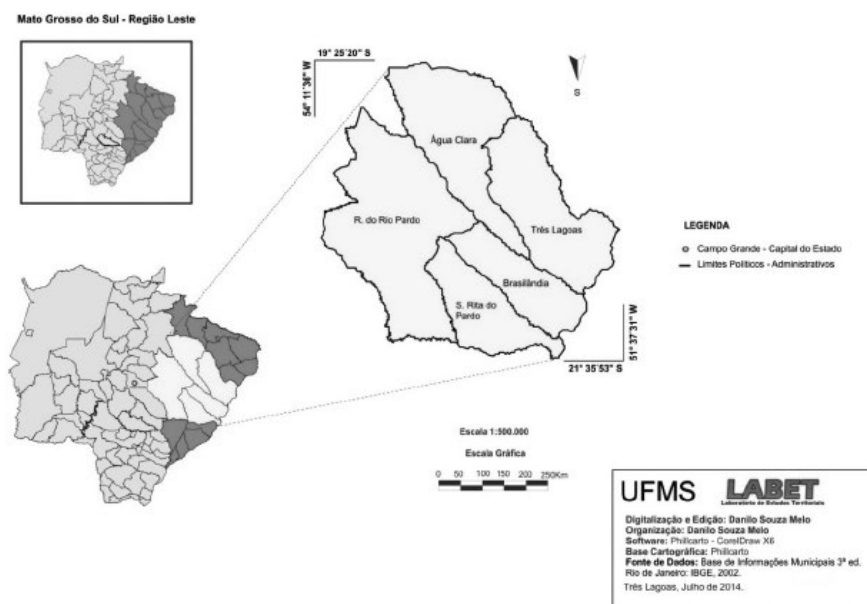 Mato Grosso do Sul - Região Leste
19° 25´20" S
54° 11´36" W
S
Água Clara
R. do Rio Pardo
Três Lagoas
Brasilândia
S. Rita do
Pardo
51° 37´31" W
21° 35´53" S
LEGENDA
Campo Grande - Capital do Estado
Limites Políticos - Administrativos
Escala 1:500.000
Escala Gráfica
0 50 100 150 200 250Km
UFMS LABET
Laboratório de Estudos Territoriais
Digitalização e Edição: Danilo Souza Melo
Organização: Danilo Souza Melo
Software: Phillcarto - CorelDraw X6
Base Cartográfica: Phillcarto
Fonte de Dados: Base de Informações Municipais 3ª ed.
Rio de Janeiro: IBGE, 2002.
Três Lagoas, Julho de 2014.